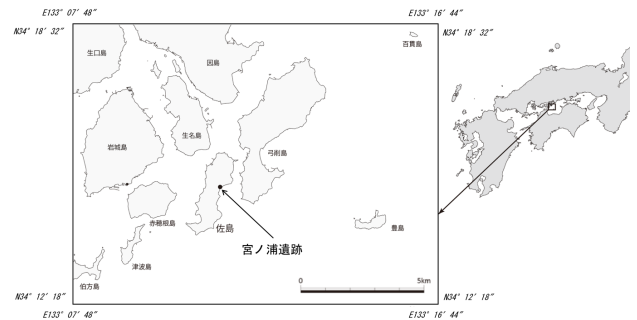 E133° 07′ 48″
E133° 16′ 44″
N34° 18′ 32″
N34° 18′ 32″
百貫島
生口島
因島
生名島
岩城島
弓削島
赤穂根島
佐島
豊島
宮ノ浦遺跡
津波島
伯方島
0 5km
N34° 12′ 18″
N34° 12′ 18″
E133° 07′ 48″
E133° 16′ 44″